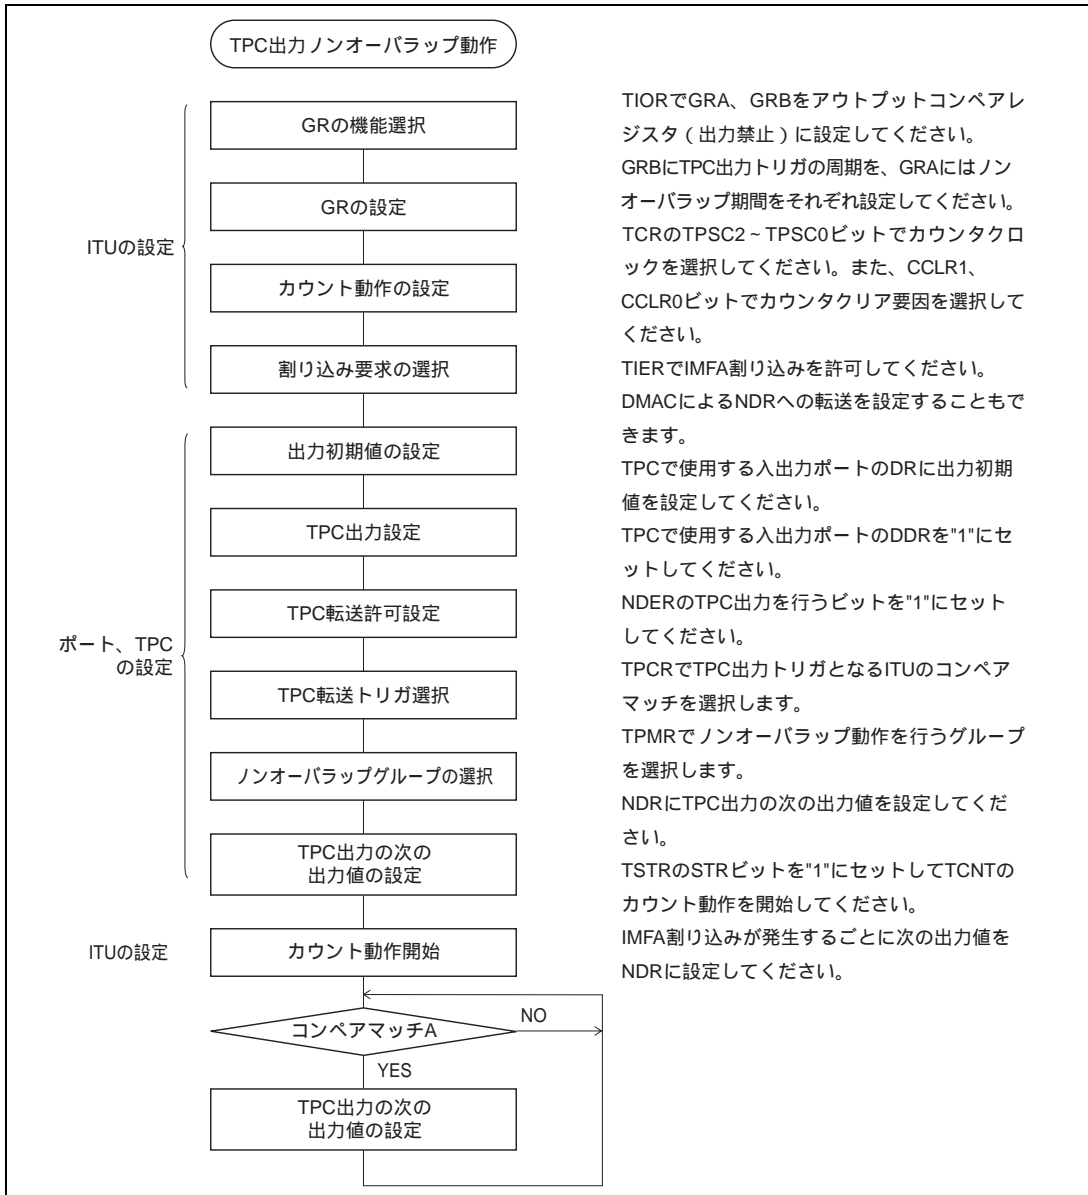 TPC出力ノンオーバラップ動作
ITUの設定
GRの機能選択
GRの設定
カウント動作の設定
割り込み要求の選択
ポート、TPC
の設定
出力初期値の設定
TPC出力設定
TPC転送許可設定
TPC転送トリガ選択
ノンオーバラップグループの選択
TPC出力の次の
出力値の設定
ITUの設定
カウント動作開始
コンペアマッチA
NO
YES
TPC出力の次の
出力値の設定
TIORでGRA、GRBをアウトプットコンペアレ
ジスタ（出力禁止）に設定してください。
GRBにTPC出力トリガの周期を、GRAにはノン
オーバラップ期間をそれぞれ設定してください。
TCRのTPSC2～TPSC0ビットでカウンタクロ
ックを選択してください。また、CCLR1、
CCLR0ビットでカウンタクリア要因を選択して
ください。
TIERでIMFA割り込みを許可してください。
DMACによるNDRへの転送を設定することもで
きます。
TPCで使用する入出力ポートのDRに出力初期
値を設定してください。
TPCで使用する入出力ポートのDDRを"1"にセ
ットしてください。
NDERのTPC出力を行うビットを"1"にセット
してください。
TPCRでTPC出力トリガとなるITUのコンペア
マッチを選択します。
TPMRでノンオーバラップ動作を行うグループ
を選択します。
NDRにTPC出力の次の出力値を設定してくだ
さい。
TSTRのSTRビットを"1"にセットしてTCNTの
カウント動作を開始してください。
IMFA割り込みが発生するごとに次の出力値を
NDRに設定してください。